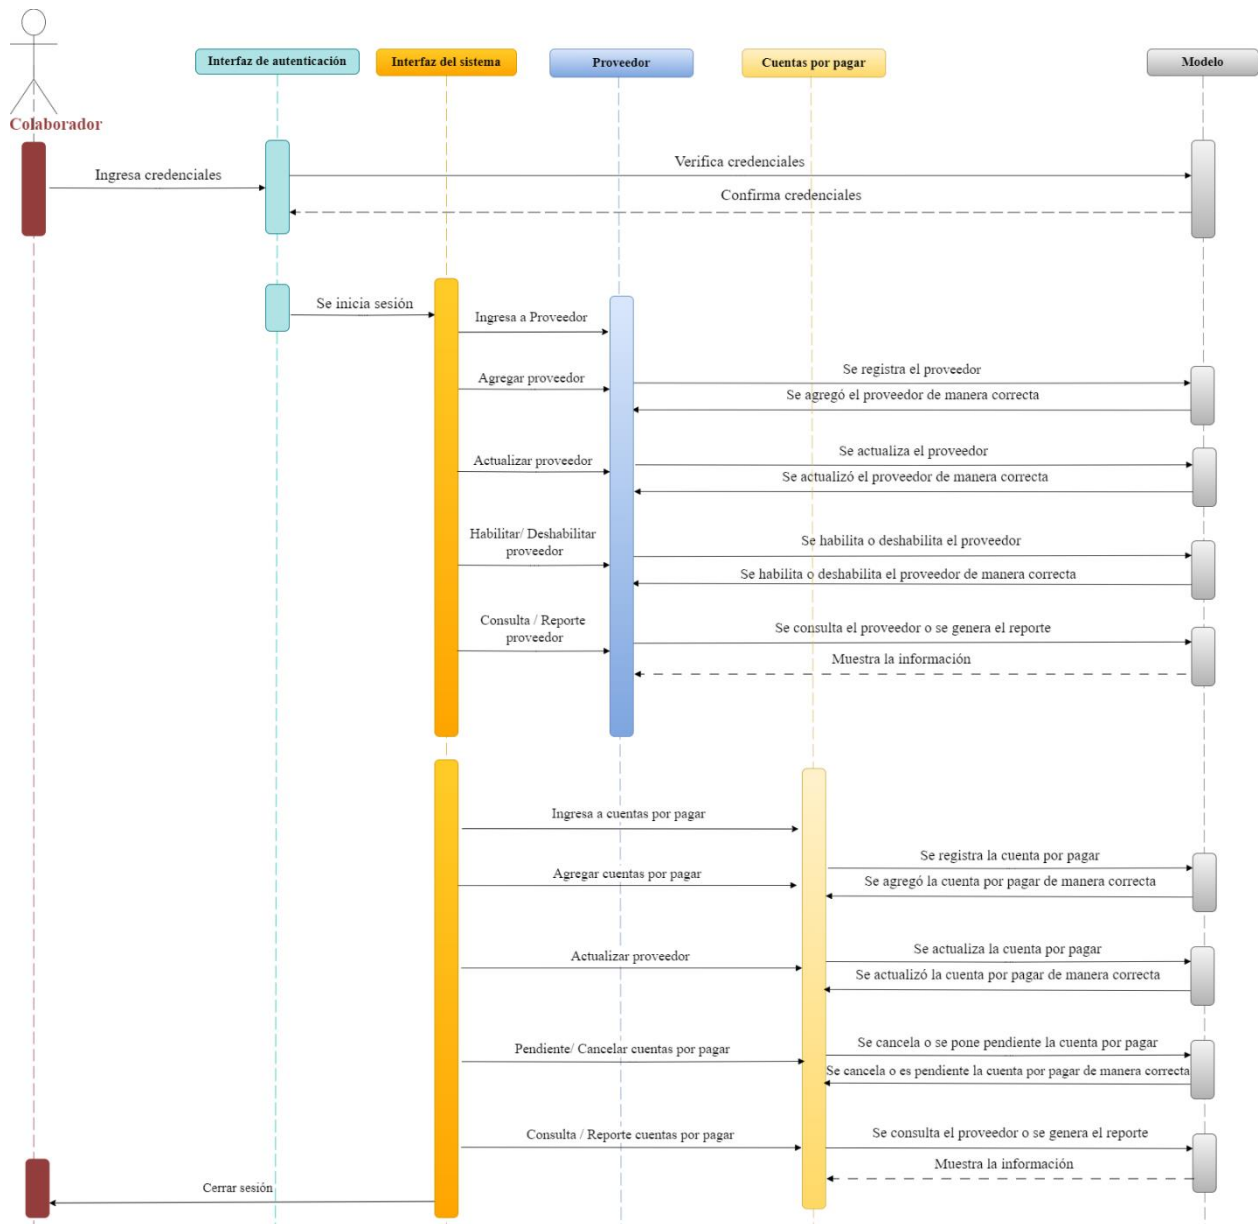 Interfaz de autenticación
Interfaz del sistema
Proveedor
Cuentas por pagar
Modelo
Colaborador
Ingresa credenciales
Verifica credenciales
Confirma credenciales
Se inicia sesión
Ingresa a Proveedor
Agregar proveedor
Se registra el proveedor
Se agregó el proveedor de manera correcta
Actualizar proveedor
Se actualiza el proveedor
Se actualizó el proveedor de manera correcta
Habilitar/ Deshabilitar
proveedor
Se habilita o deshabilita el proveedor
Se habilita o deshabilita el proveedor de manera correcta
Consulta / Reporte
proveedor
Se consulta el proveedor o se genera el reporte
Muestra la información
Ingresa a cuentas por pagar
Agregar cuentas por pagar
Se registra la cuenta por pagar
Se agregó la cuenta por pagar de manera correcta
Actualizar proveedor
Se actualiza la cuenta por pagar
Se actualizó la cuenta por pagar de manera correcta
Pendiente/ Cancelar cuentas por pagar
Se cancela o se pone pendiente la cuenta por pagar
Se cancela o es pendiente la cuenta por pagar de manera correcta
Consulta / Reporte cuentas por pagar
Se consulta el proveedor o se genera el reporte
Muestra la información
Cerrar sesión